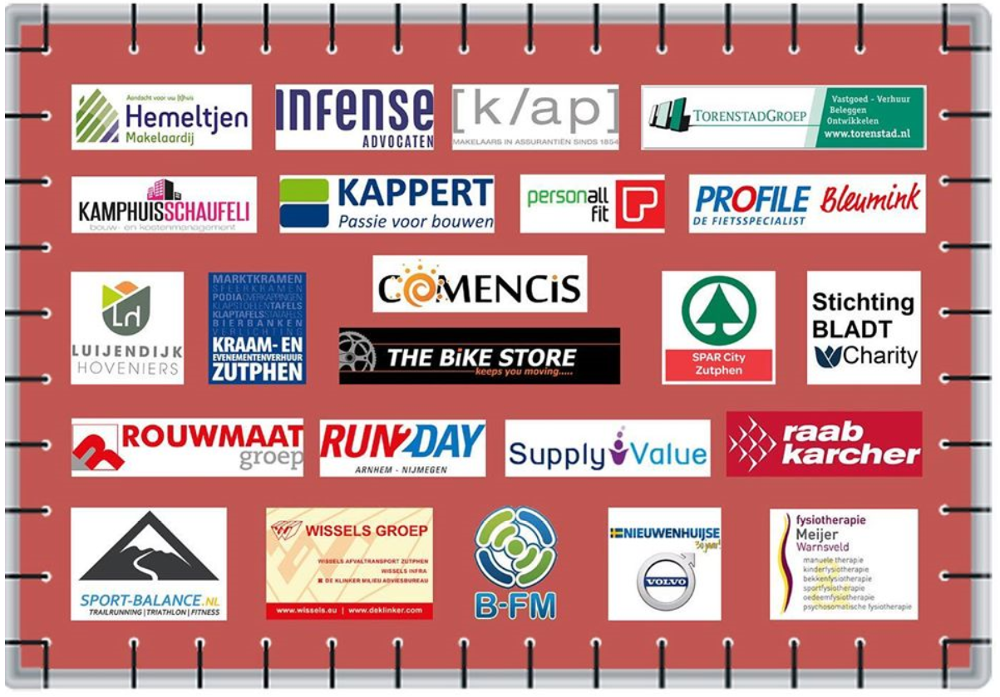 Aandacht voor uw (t)huis
Hemeltjen
Makelaardij
INFENSE
ADVOCATEN
[k/ap]
MAKELAARS IN ASSURANTIËN SINDS 1854
TORENSTADGROEP
Vastgoed - Verhuur
Beleggen
Ontwikkelen
www.torenstad.nl
KAMPHUISSCHAUFELI
bouw- en kostenmanagement
KAPPERT
Passie voor bouwen
personall
fit
PROFILE Bleumink
DE FIETSSPECIALIST
LUIJENDIJK
HOVENIERS
MARKTKRAMEN
SFEERKRAMEN
PODIA OVERKAPPINGEN
KLAPSTOELEN TAFELS
KLAPTAFELS STATAFELS
BIERBANKEN
VERLICHTING
KRAAM- EN
EVENEMENTENVERHUUR
ZUTPHEN
COMENCIS
THE BiKE STORE
keeps you moving.....
SPAR City
Zutphen
Stichting
BLADT
Charity
ROUWMAAT
groep
RUN2DAY
ARNHEM - NIJMEGEN
Supply Value
raab
karcher
SPORT-BALANCE.NL
TRAILRUNNING | TRIATHLON | FITNESS
WISSELS GROEP
WISSELS AFVALTRANSPORT ZUTPHEN
WISSELS INFRA
DE KLINKER MILIEU ADVIESBUREAU
www.wissels.eu | www.deklinker.com
B-FM
NIEUWENHUIJSE
30 jaar!
VOLVO
fysiotherapie
Meijer
Warnsveld
manuele therapie
kinderfysiotherapie
bekkenfysiotherapie
sportfysiotherapie
oedeemfysiotherapie
psychosomatische fysiotherapie